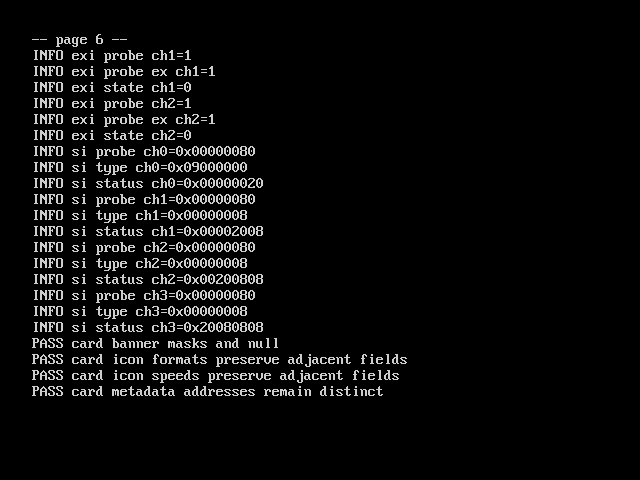 -- page 6 --
INFO exi probe ch1=1
INFO exi probe ex ch1=1
INFO exi state ch1=0
INFO exi probe ch2=1
INFO exi probe ex ch2=1
INFO exi state ch2=0
INFO si probe ch0=0x00000080
INFO si type ch0=0x09000000
INFO si status ch0=0x00000020
INFO si probe ch1=0x00000080
INFO si type ch1=0x00000008
INFO si status ch1=0x00002008
INFO si probe ch2=0x00000080
INFO si type ch2=0x00000008
INFO si status ch2=0x00200808
INFO si probe ch3=0x00000080
INFO si type ch3=0x00000008
INFO si status ch3=0x20080808
PASS card banner masks and null
PASS card icon formats preserve adjacent fields
PASS card icon speeds preserve adjacent fields
PASS card metadata addresses remain distinct